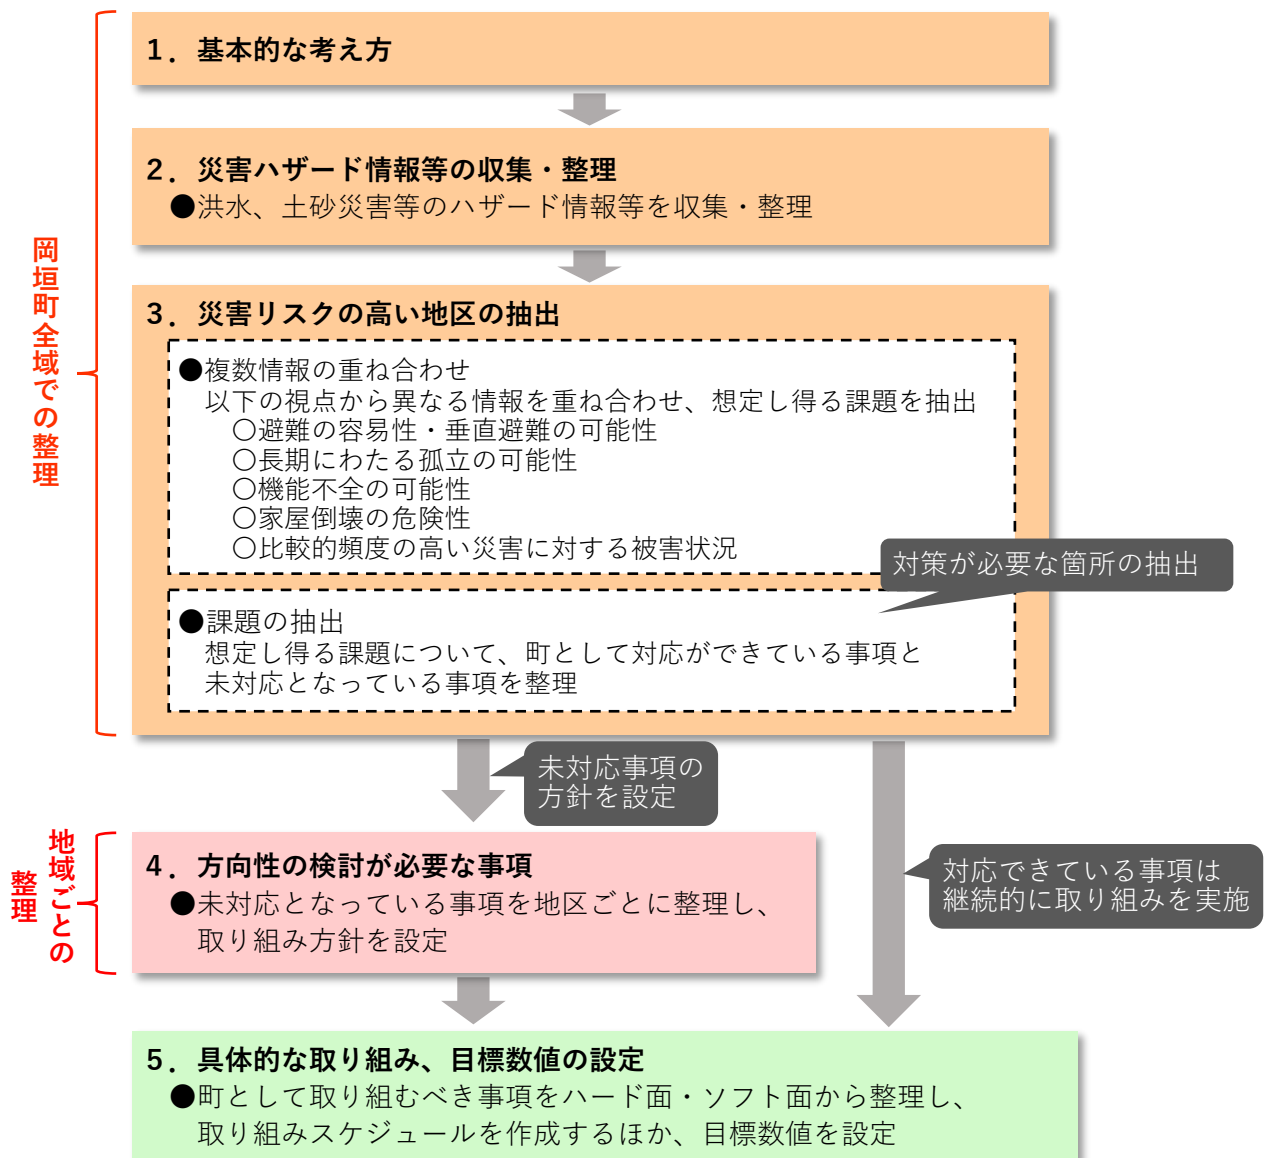 1．基本的な考え方
2．災害ハザード情報等の収集・整理
●洪水、土砂災害等のハザード情報等を収集・整理
岡垣町全域での整理
3．災害リスクの高い地区の抽出
●複数情報の重ね合わせ
以下の視点から異なる情報を重ね合わせ、想定し得る課題を抽出
〇避難の容易性・垂直避難の可能性
〇長期にわたる孤立の可能性
〇機能不全の可能性
〇家屋倒壊の危険性
〇比較的頻度の高い災害に対する被害状況
対策が必要な箇所の抽出
●課題の抽出
想定し得る課題について、町として対応ができている事項と
未対応となっている事項を整理
未対応事項の
方針を設定
地域ごとの
整理
4．方向性の検討が必要な事項
●未対応となっている事項を地区ごとに整理し、
取り組み方針を設定
対応できている事項は
継続的に取り組みを実施
5．具体的な取り組み、目標数値の設定
●町として取り組むべき事項をハード面・ソフト面から整理し、
取り組みスケジュールを作成するほか、目標数値を設定